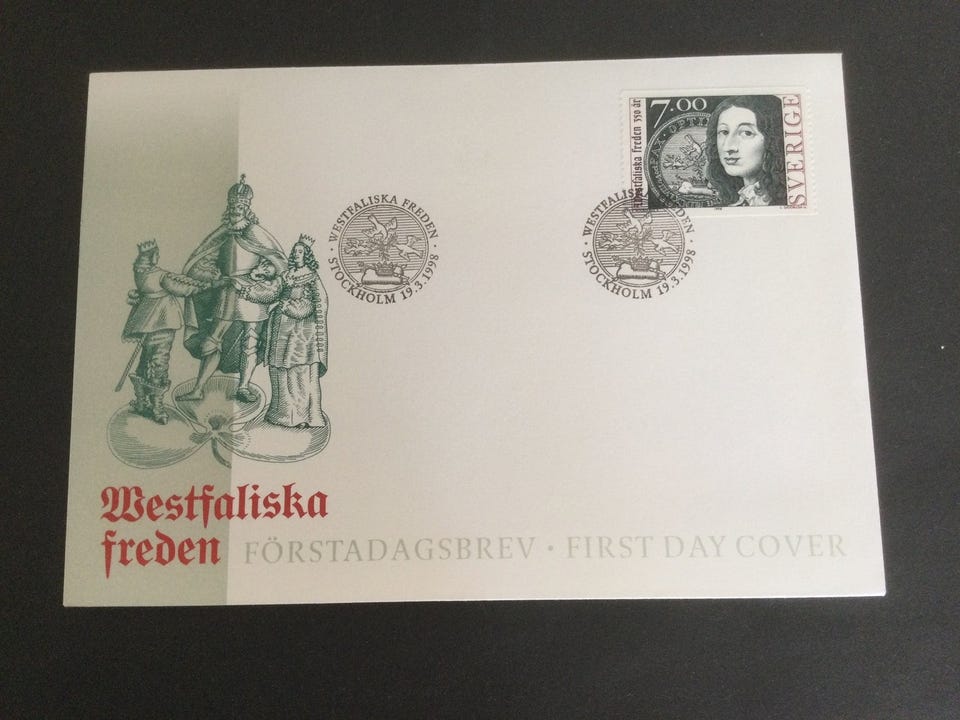 7.00
Westfaliska freden 350 år
SVERIGE
WESTFALISKA FREDEN
STOCKHOLM 19.3.1998
WESTFALISKA FREDEN
STOCKHOLM 19.3.1998
Westfaliska
freden
FÖRSTADAGSBREV · FIRST DAY COVER